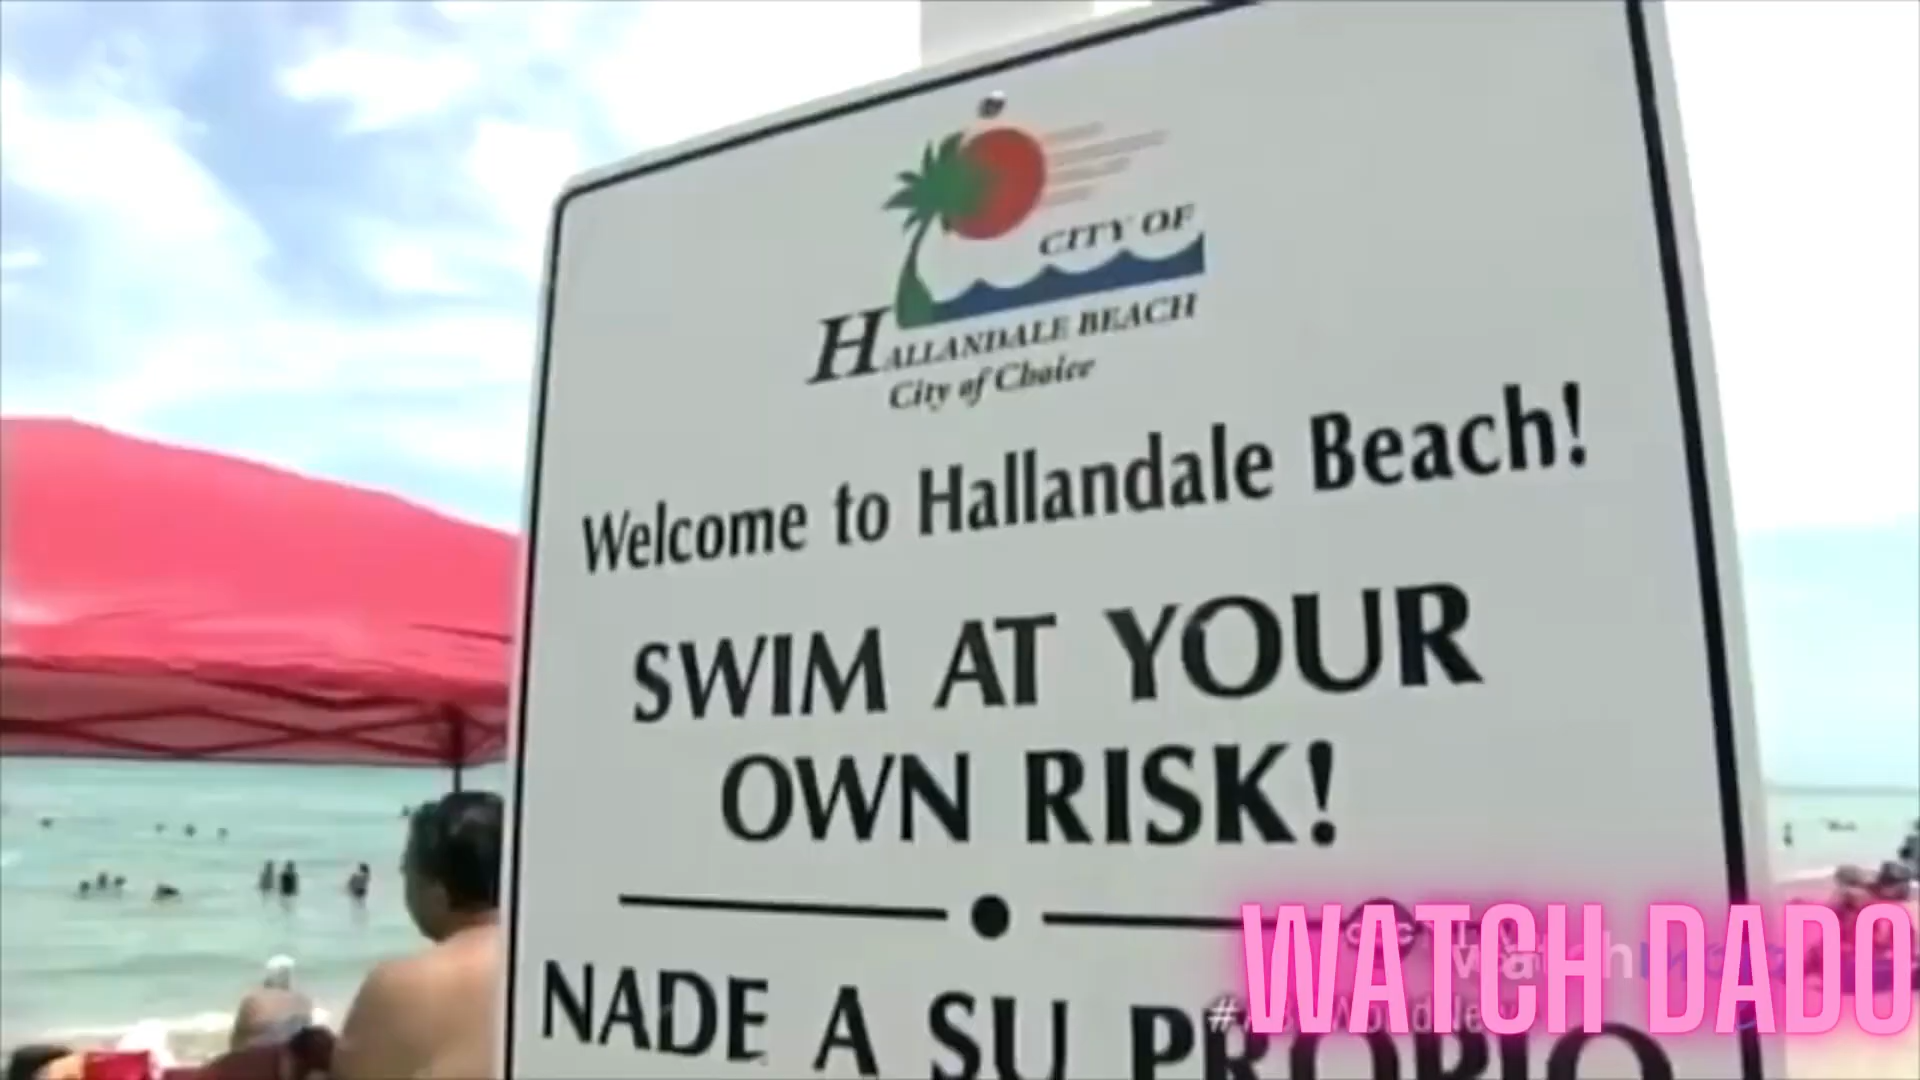 CITY OF
HALLANDALE BEACH
City of Choice
Welcome to Hallandale Beach!
SWIM AT YOUR
OWN RISK!
NADE A SU PROPIO
WATCH DADO